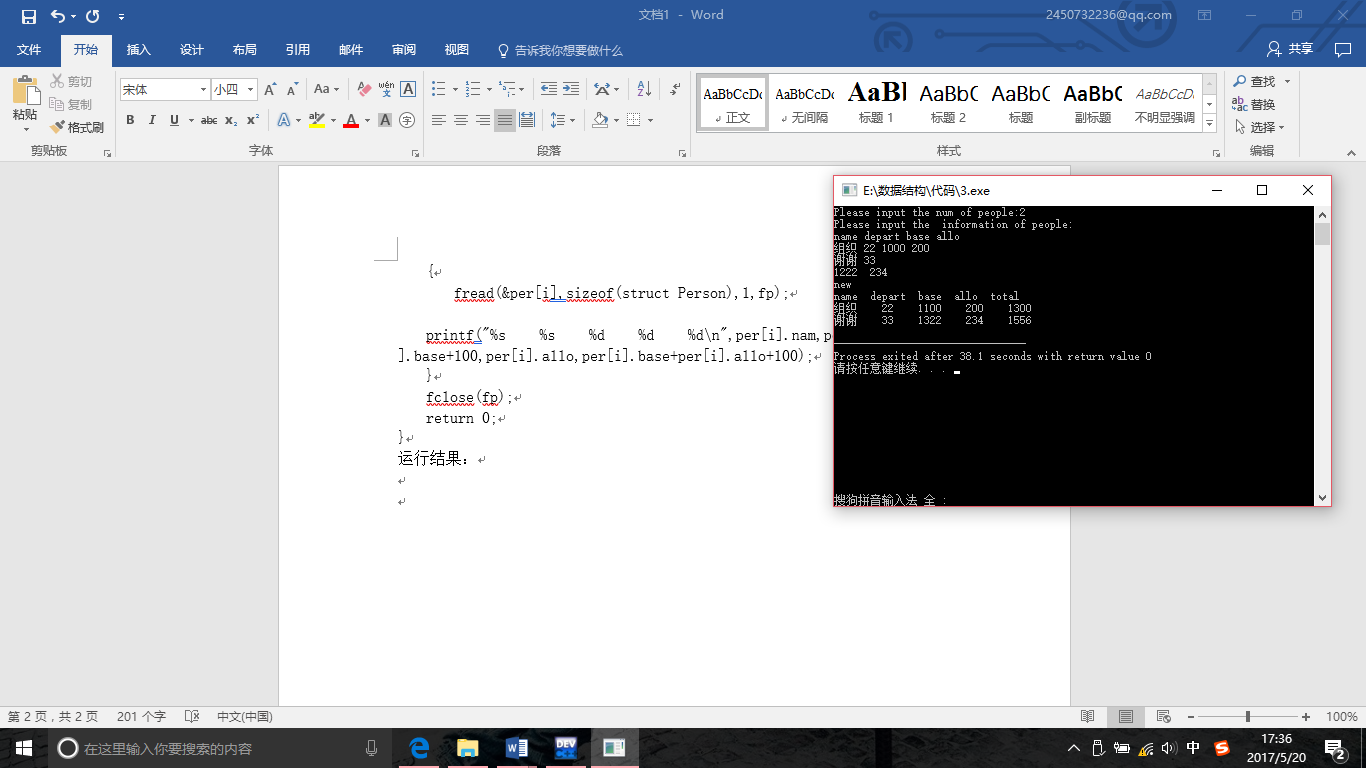 文档1 - Word
2450732236@qq.com
文件 开始 插入 设计 布局 引用 邮件 审阅 视图 告诉我你想要做什么 共享
粘贴
剪切
复制
格式刷
剪贴板
宋体 小四
字体
段落
AaBbCcDc 正文
AaBbCcDc 无间隔
AaBl 标题 1
AaBbC 标题 2
AaBbC 标题
AaBbC 副标题
AaBbCcD. 不明显强调
样式
查找
替换
选择
编辑
{
fread(&per[i],sizeof(struct Person),1,fp);
printf("%s %s %d %d %d\n",per[i].nam,p
].base+100,per[i].allo,per[i].base+per[i].allo+100);
}
fclose(fp);
return 0;
}
运行结果:
E:\数据结构\代码\3.exe
Please input the num of people:2
Please input the information of people:
name depart base allo
组织 22 1000 200
谢谢 33
1222 234
new
name depart base allo total
组织 22 1100 200 1300
谢谢 33 1322 234 1556
--------------------------------
Process exited after 38.1 seconds with return value 0
请按任意键继续. . .
搜狗拼音输入法 全 :
第 2 页，共 2 页 201 个字 中文(中国) 100%
在这里输入你要搜索的内容
DEV C++
中
17:36
2017/5/20
2